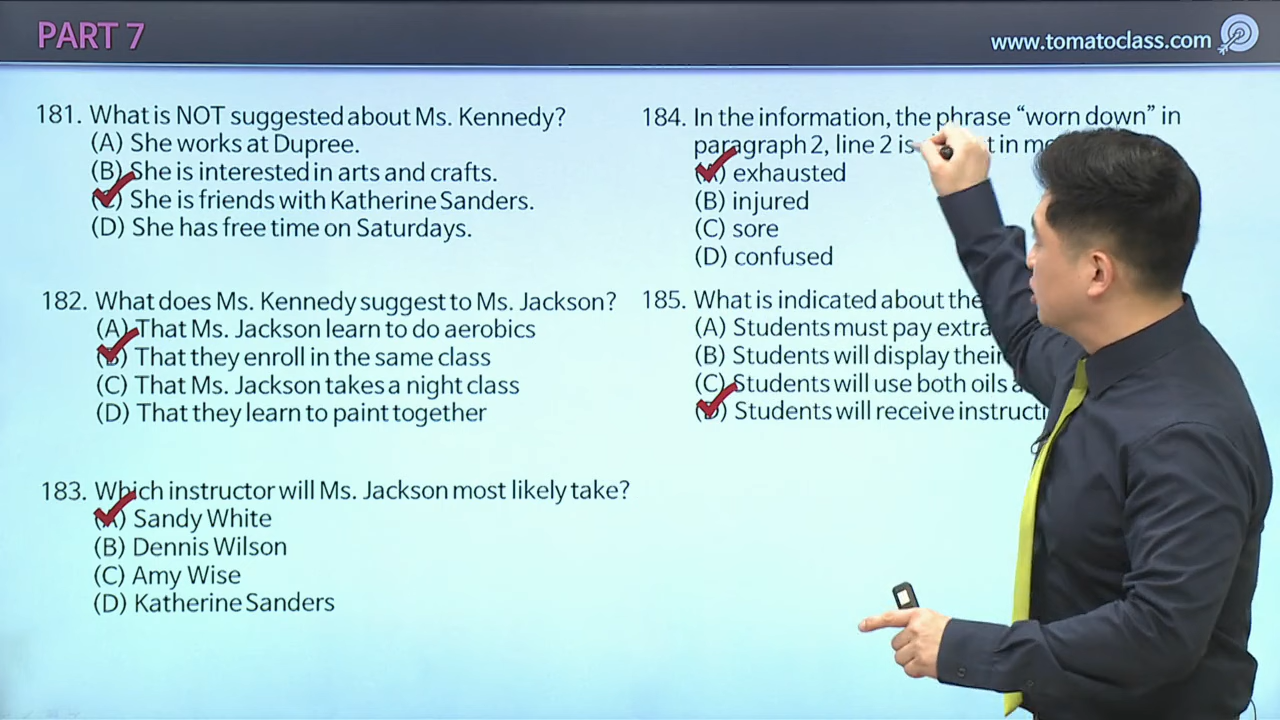 PART 7
www.tomatoclass.com
181. What is NOT suggested about Ms. Kennedy?
(A) She works at Dupree.
(B) She is interested in arts and crafts.
(C) She is friends with Katherine Sanders.
(D) She has free time on Saturdays.
182. What does Ms. Kennedy suggest to Ms. Jackson?
(A) That Ms. Jackson learn to do aerobics
(B) That they enroll in the same class
(C) That Ms. Jackson takes a night class
(D) That they learn to paint together
183. Which instructor will Ms. Jackson most likely take?
(A) Sandy White
(B) Dennis Wilson
(C) Amy Wise
(D) Katherine Sanders
184. In the information, the phrase “worn down” in
paragraph 2, line 2 is in
(A) exhausted
(B) injured
(C) sore
(D) confused
185. What is indicated about the
(A) Students must pay extra
(B) Students will display their
(C) Students will use both oils
(D) Students will receive